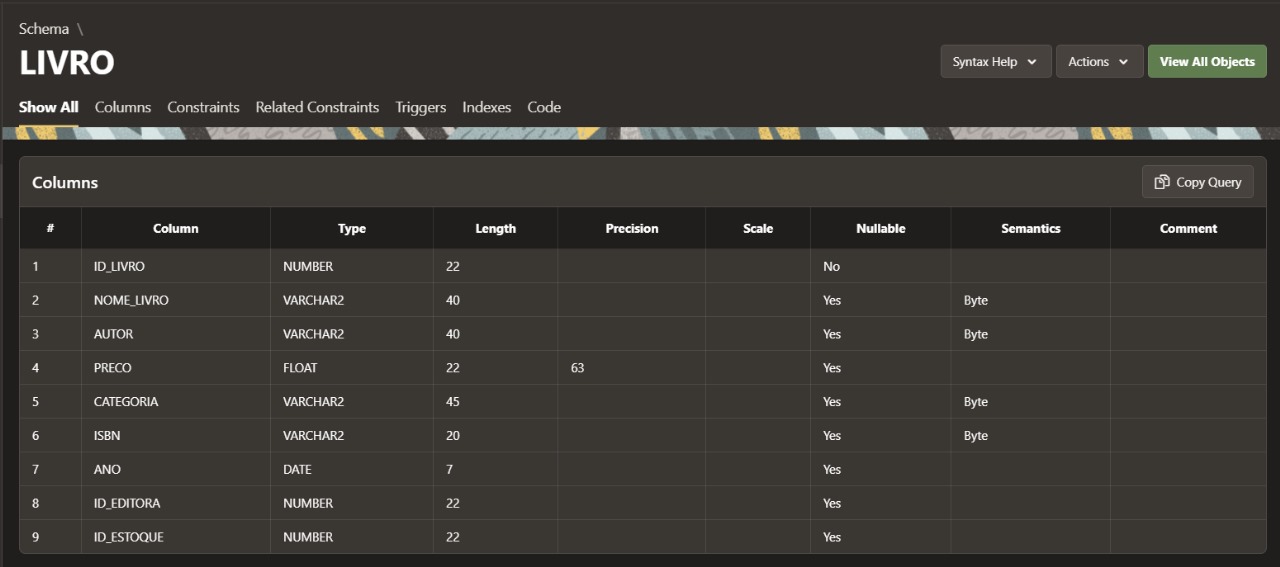 Schema \
LIVRO
Syntax Help Actions View All Objects
Show All Columns Constraints Related Constraints Triggers Indexes Code
Columns Copy Query
# Column Type Length Precision Scale Nullable Semantics Comment
1 ID_LIVRO NUMBER 22 No
2 NOME_LIVRO VARCHAR2 40 Yes Byte
3 AUTOR VARCHAR2 40 Yes Byte
4 PRECO FLOAT 22 63 Yes
5 CATEGORIA VARCHAR2 45 Yes Byte
6 ISBN VARCHAR2 20 Yes Byte
7 ANO DATE 7 Yes
8 ID_EDITORA NUMBER 22 Yes
9 ID_ESTOQUE NUMBER 22 Yes